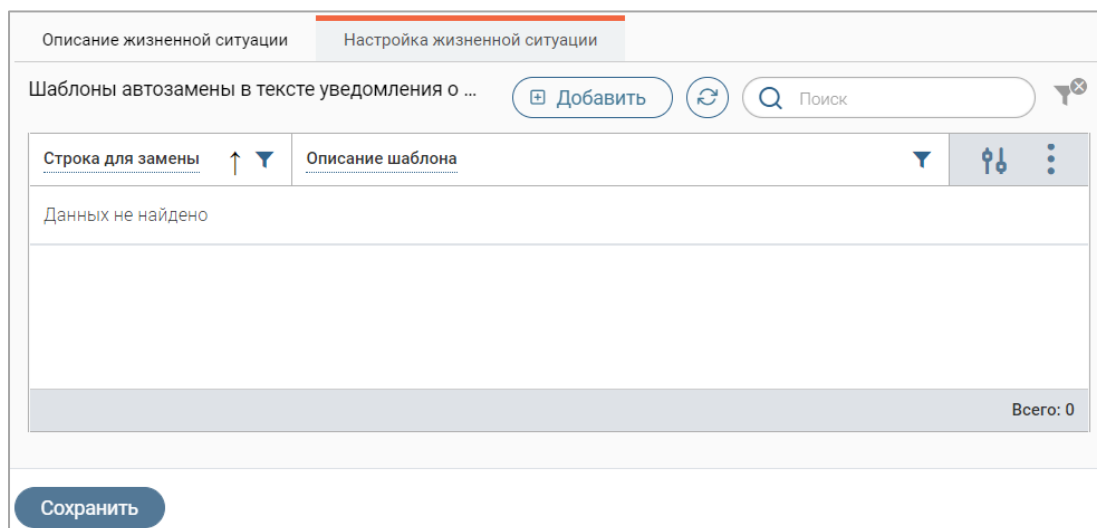 Описание жизненной ситуации Настройка жизненной ситуации
Шаблоны автозамены в тексте уведомления о ... Добавить Поиск
Строка для замены Описание шаблона
Данных не найдено
Всего: 0
Сохранить